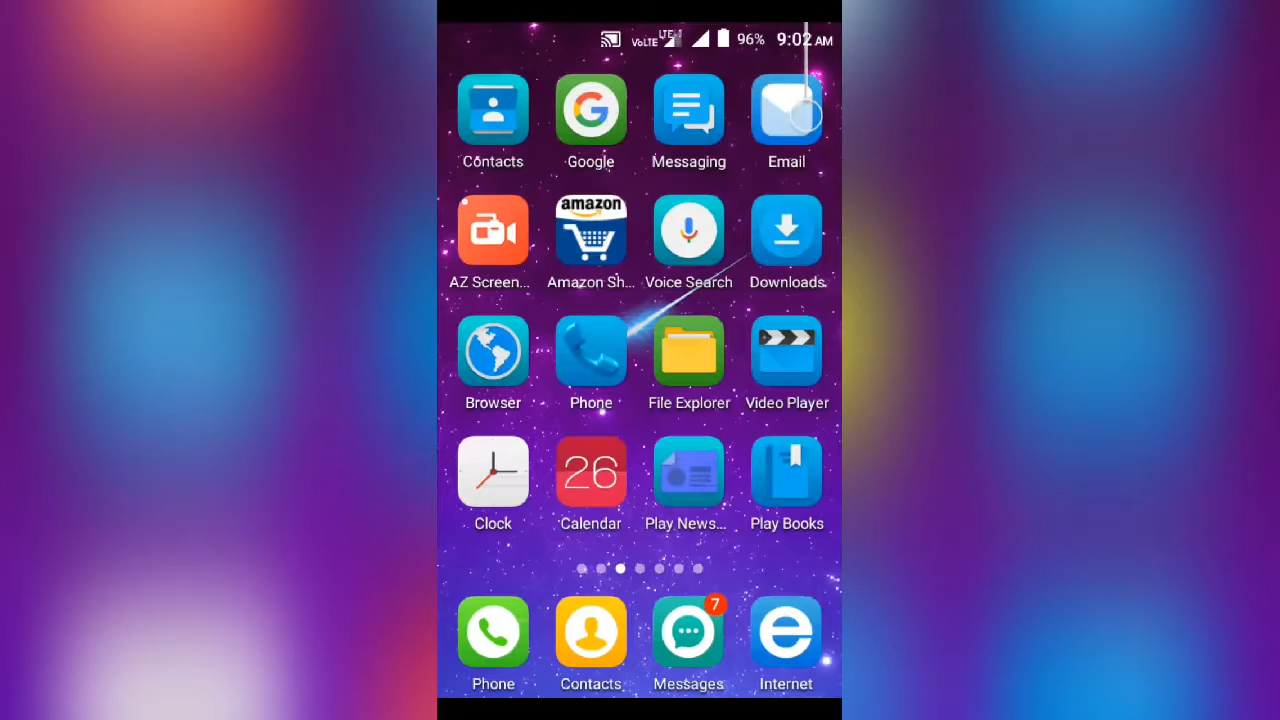 VoLTE LTE 96% 9:02 AM
Contacts Google Messaging Email
amazon
AZ Screen... Amazon Sh... Voice Search Downloads
Browser Phone File Explorer Video Player
26
Clock Calendar Play News... Play Books
7
Phone Contacts Messages Internet